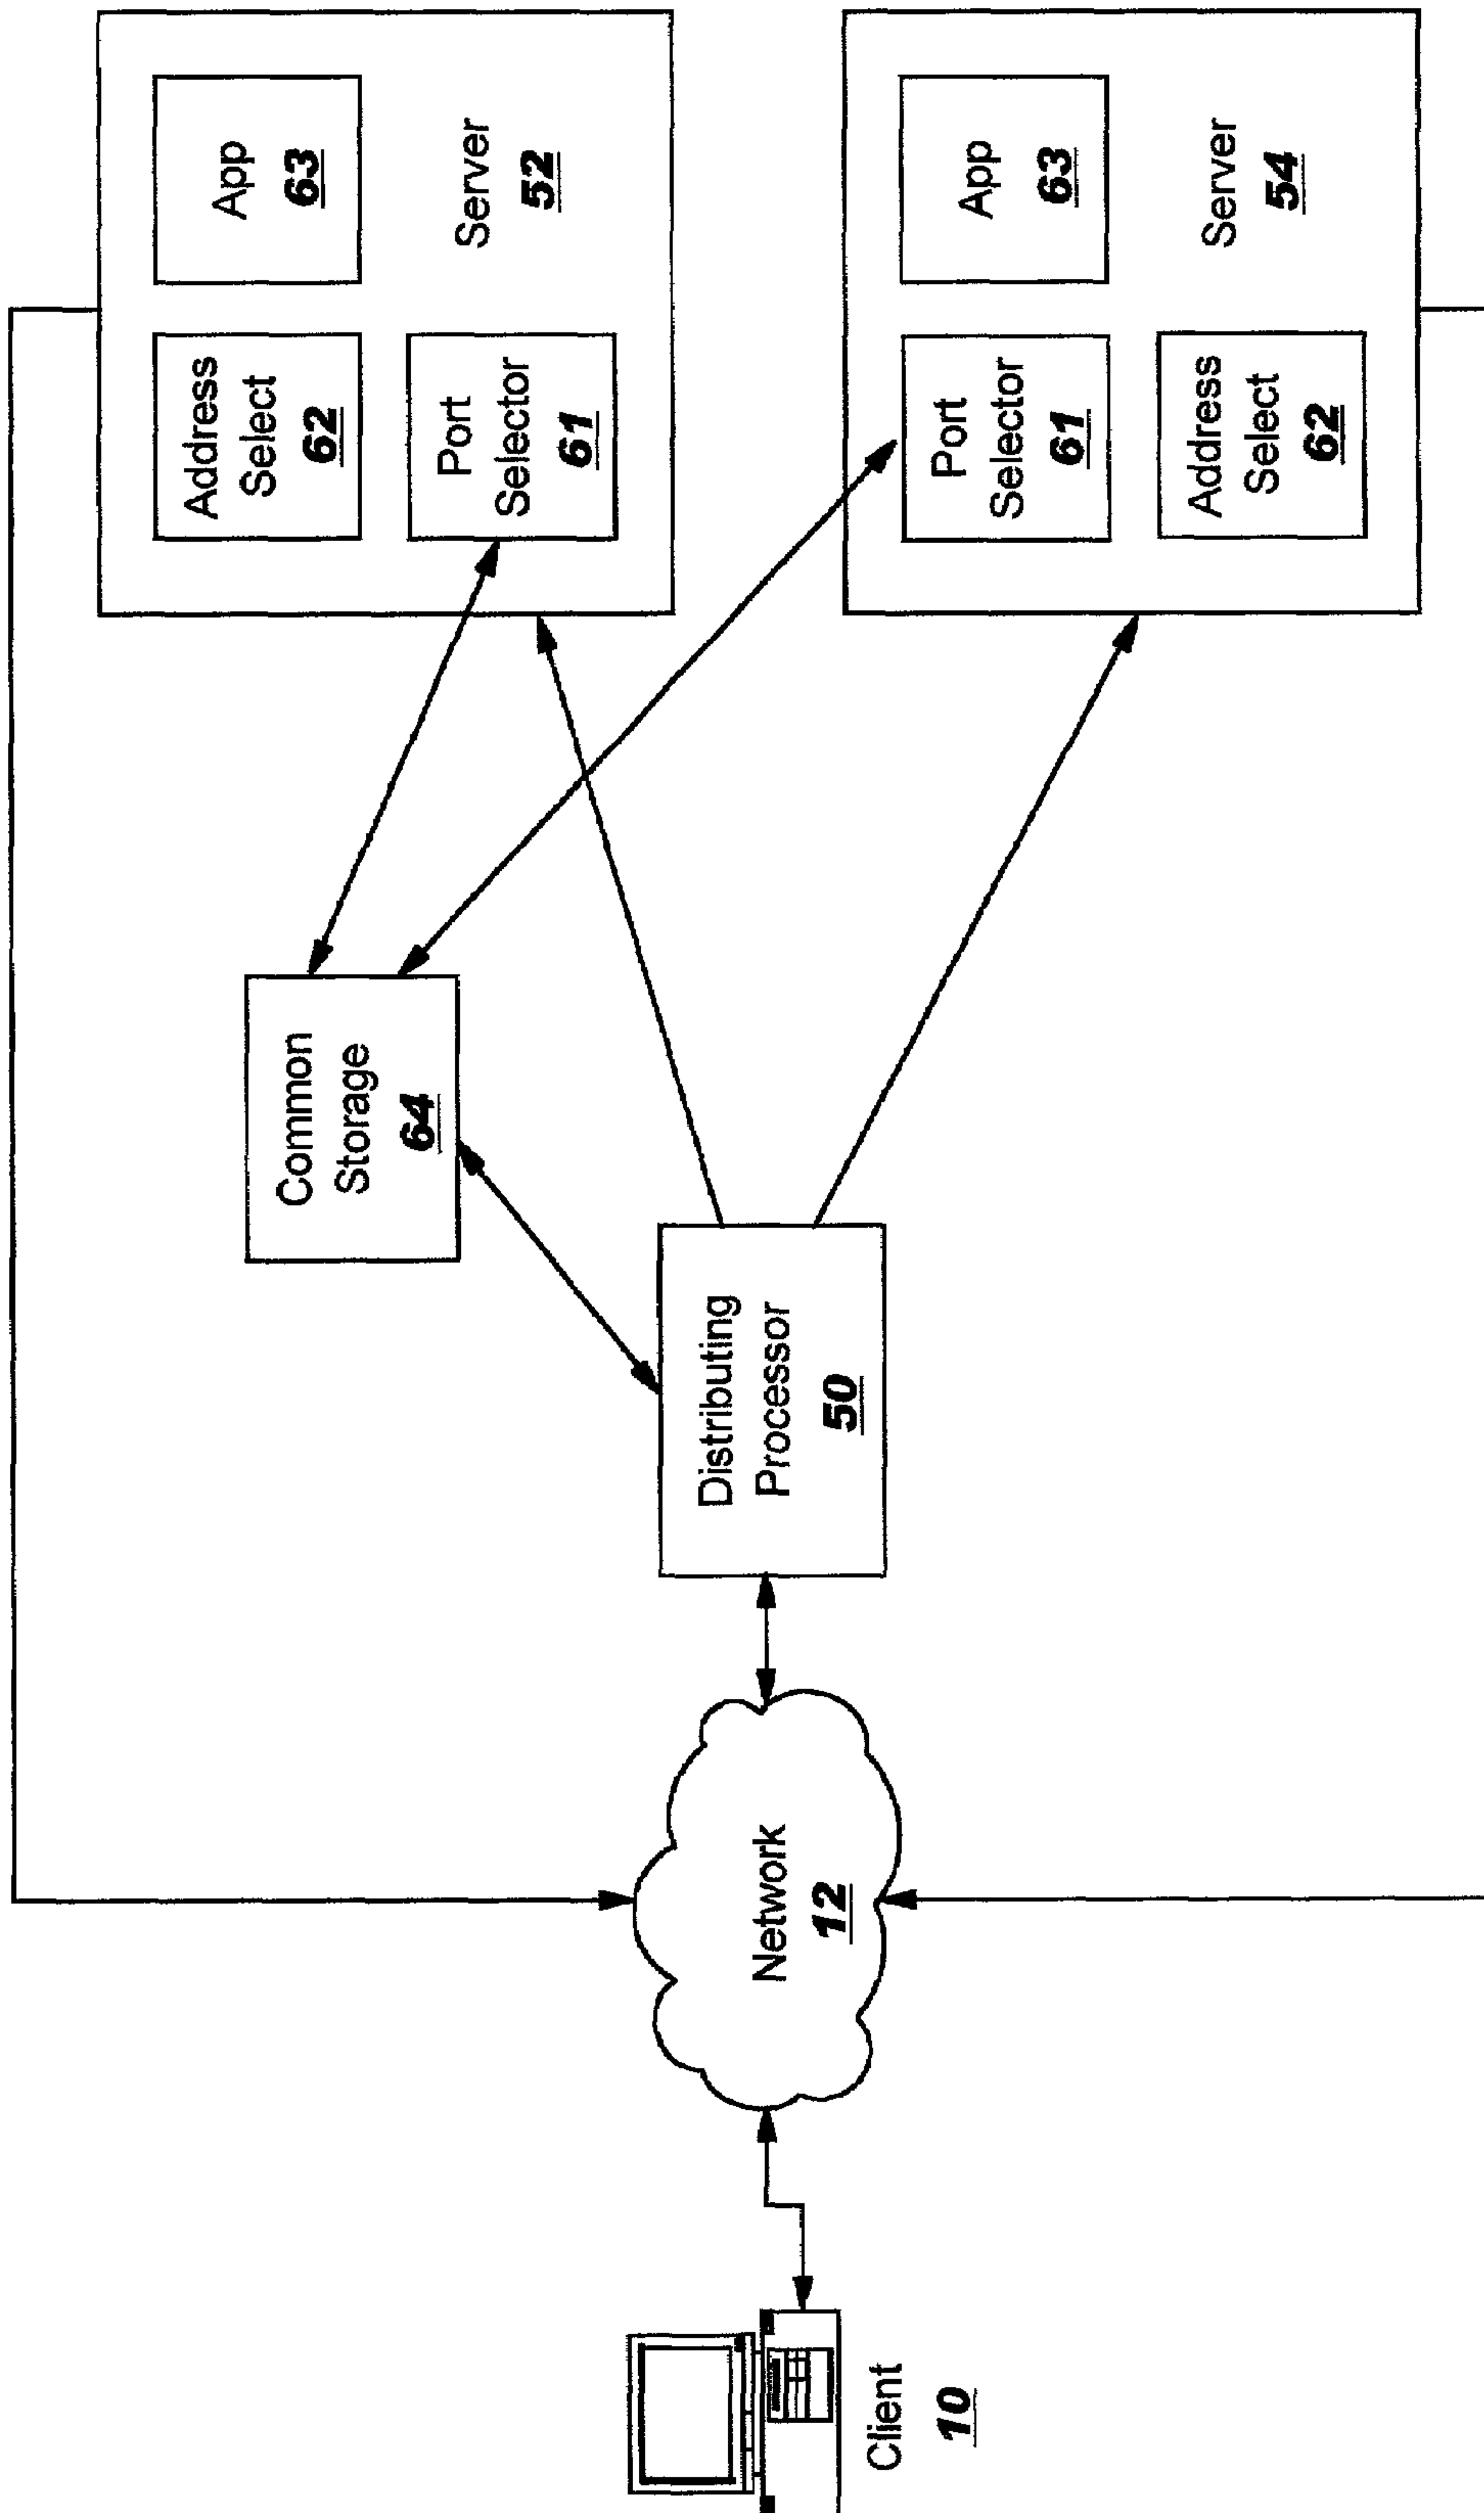 Client
10
Network
12
Distributing
Processor
50
Common
Storage
64
Address
Select
62
App
63
Port
Selector
61
Server
52
Port
Selector
61
App
63
Address
Select
62
Server
54